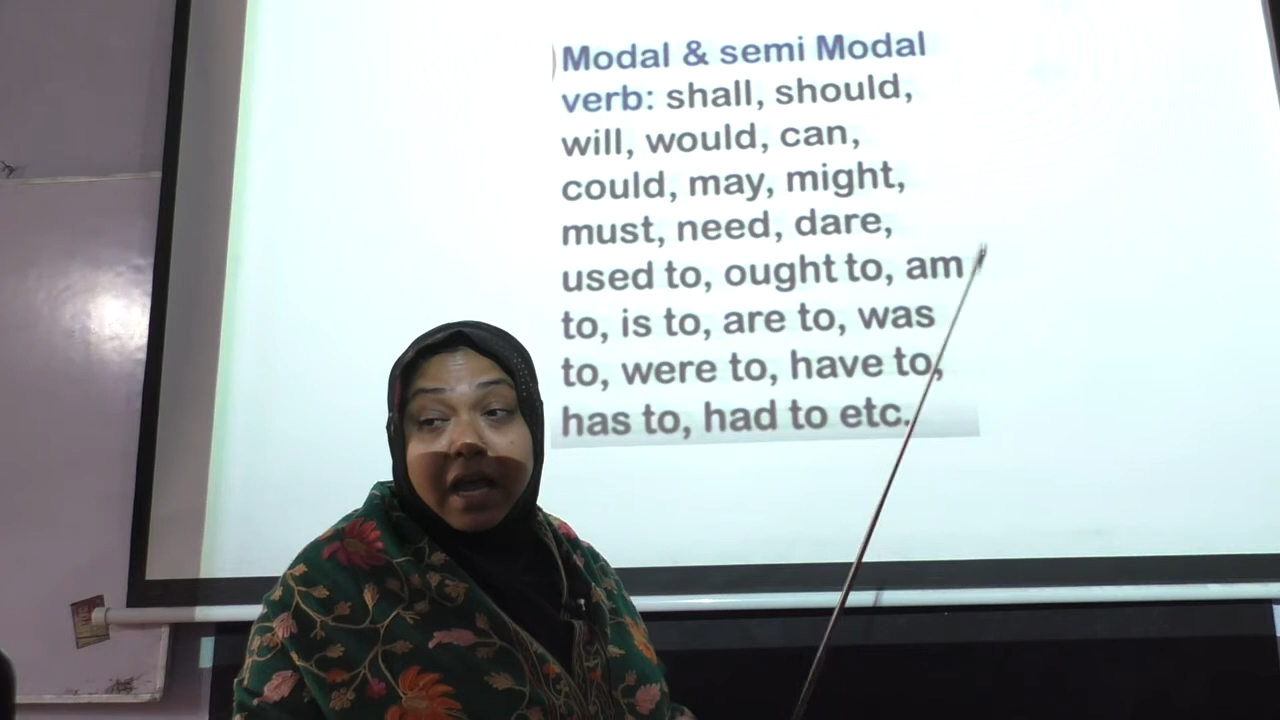 Modal & semi Modal
verb: shall, should,
will, would, can,
could, may, might,
must, need, dare,
used to, ought to, am
to, is to, are to, was
to, were to, have to,
has to, had to etc.